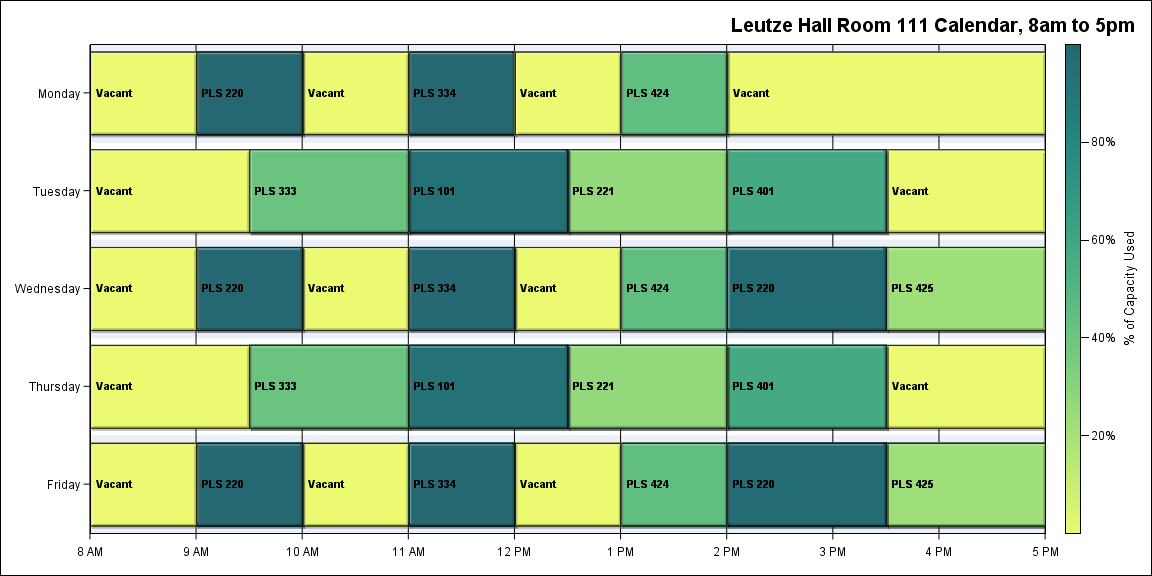 Leutze Hall Room 111 Calendar, 8am to 5pm
Monday
Vacant
PLS 220
Vacant
PLS 334
Vacant
PLS 424
Vacant
Tuesday
Vacant
PLS 333
PLS 101
PLS 221
PLS 401
Vacant
Wednesday
Vacant
PLS 220
Vacant
PLS 334
Vacant
PLS 424
PLS 220
PLS 425
Thursday
Vacant
PLS 333
PLS 101
PLS 221
PLS 401
Vacant
Friday
Vacant
PLS 220
Vacant
PLS 334
Vacant
PLS 424
PLS 220
PLS 425
8 AM
9 AM
10 AM
11 AM
12 PM
1 PM
2 PM
3 PM
4 PM
5 PM
80%
60%
40%
20%
% of Capacity Used